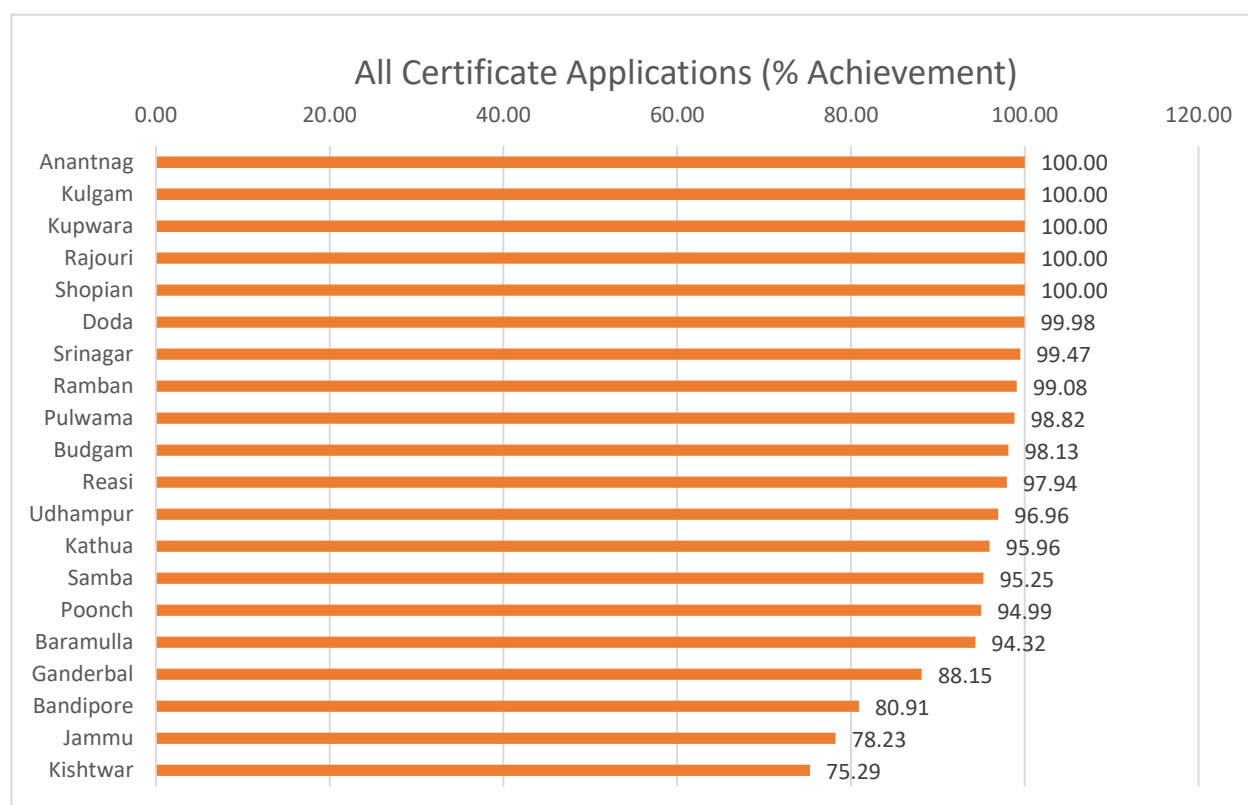 All Certificate Applications (% Achievement)
0.00 20.00 40.00 60.00 80.00 100.00 120.00
Anantnag 100.00
Kulgam 100.00
Kupwara 100.00
Rajouri 100.00
Shopian 100.00
Doda 99.98
Srinagar 99.47
Ramban 99.08
Pulwama 98.82
Budgam 98.13
Reasi 97.94
Udhampur 96.96
Kathua 95.96
Samba 95.25
Poonch 94.99
Baramulla 94.32
Ganderbal 88.15
Bandipore 80.91
Jammu 78.23
Kishtwar 75.29